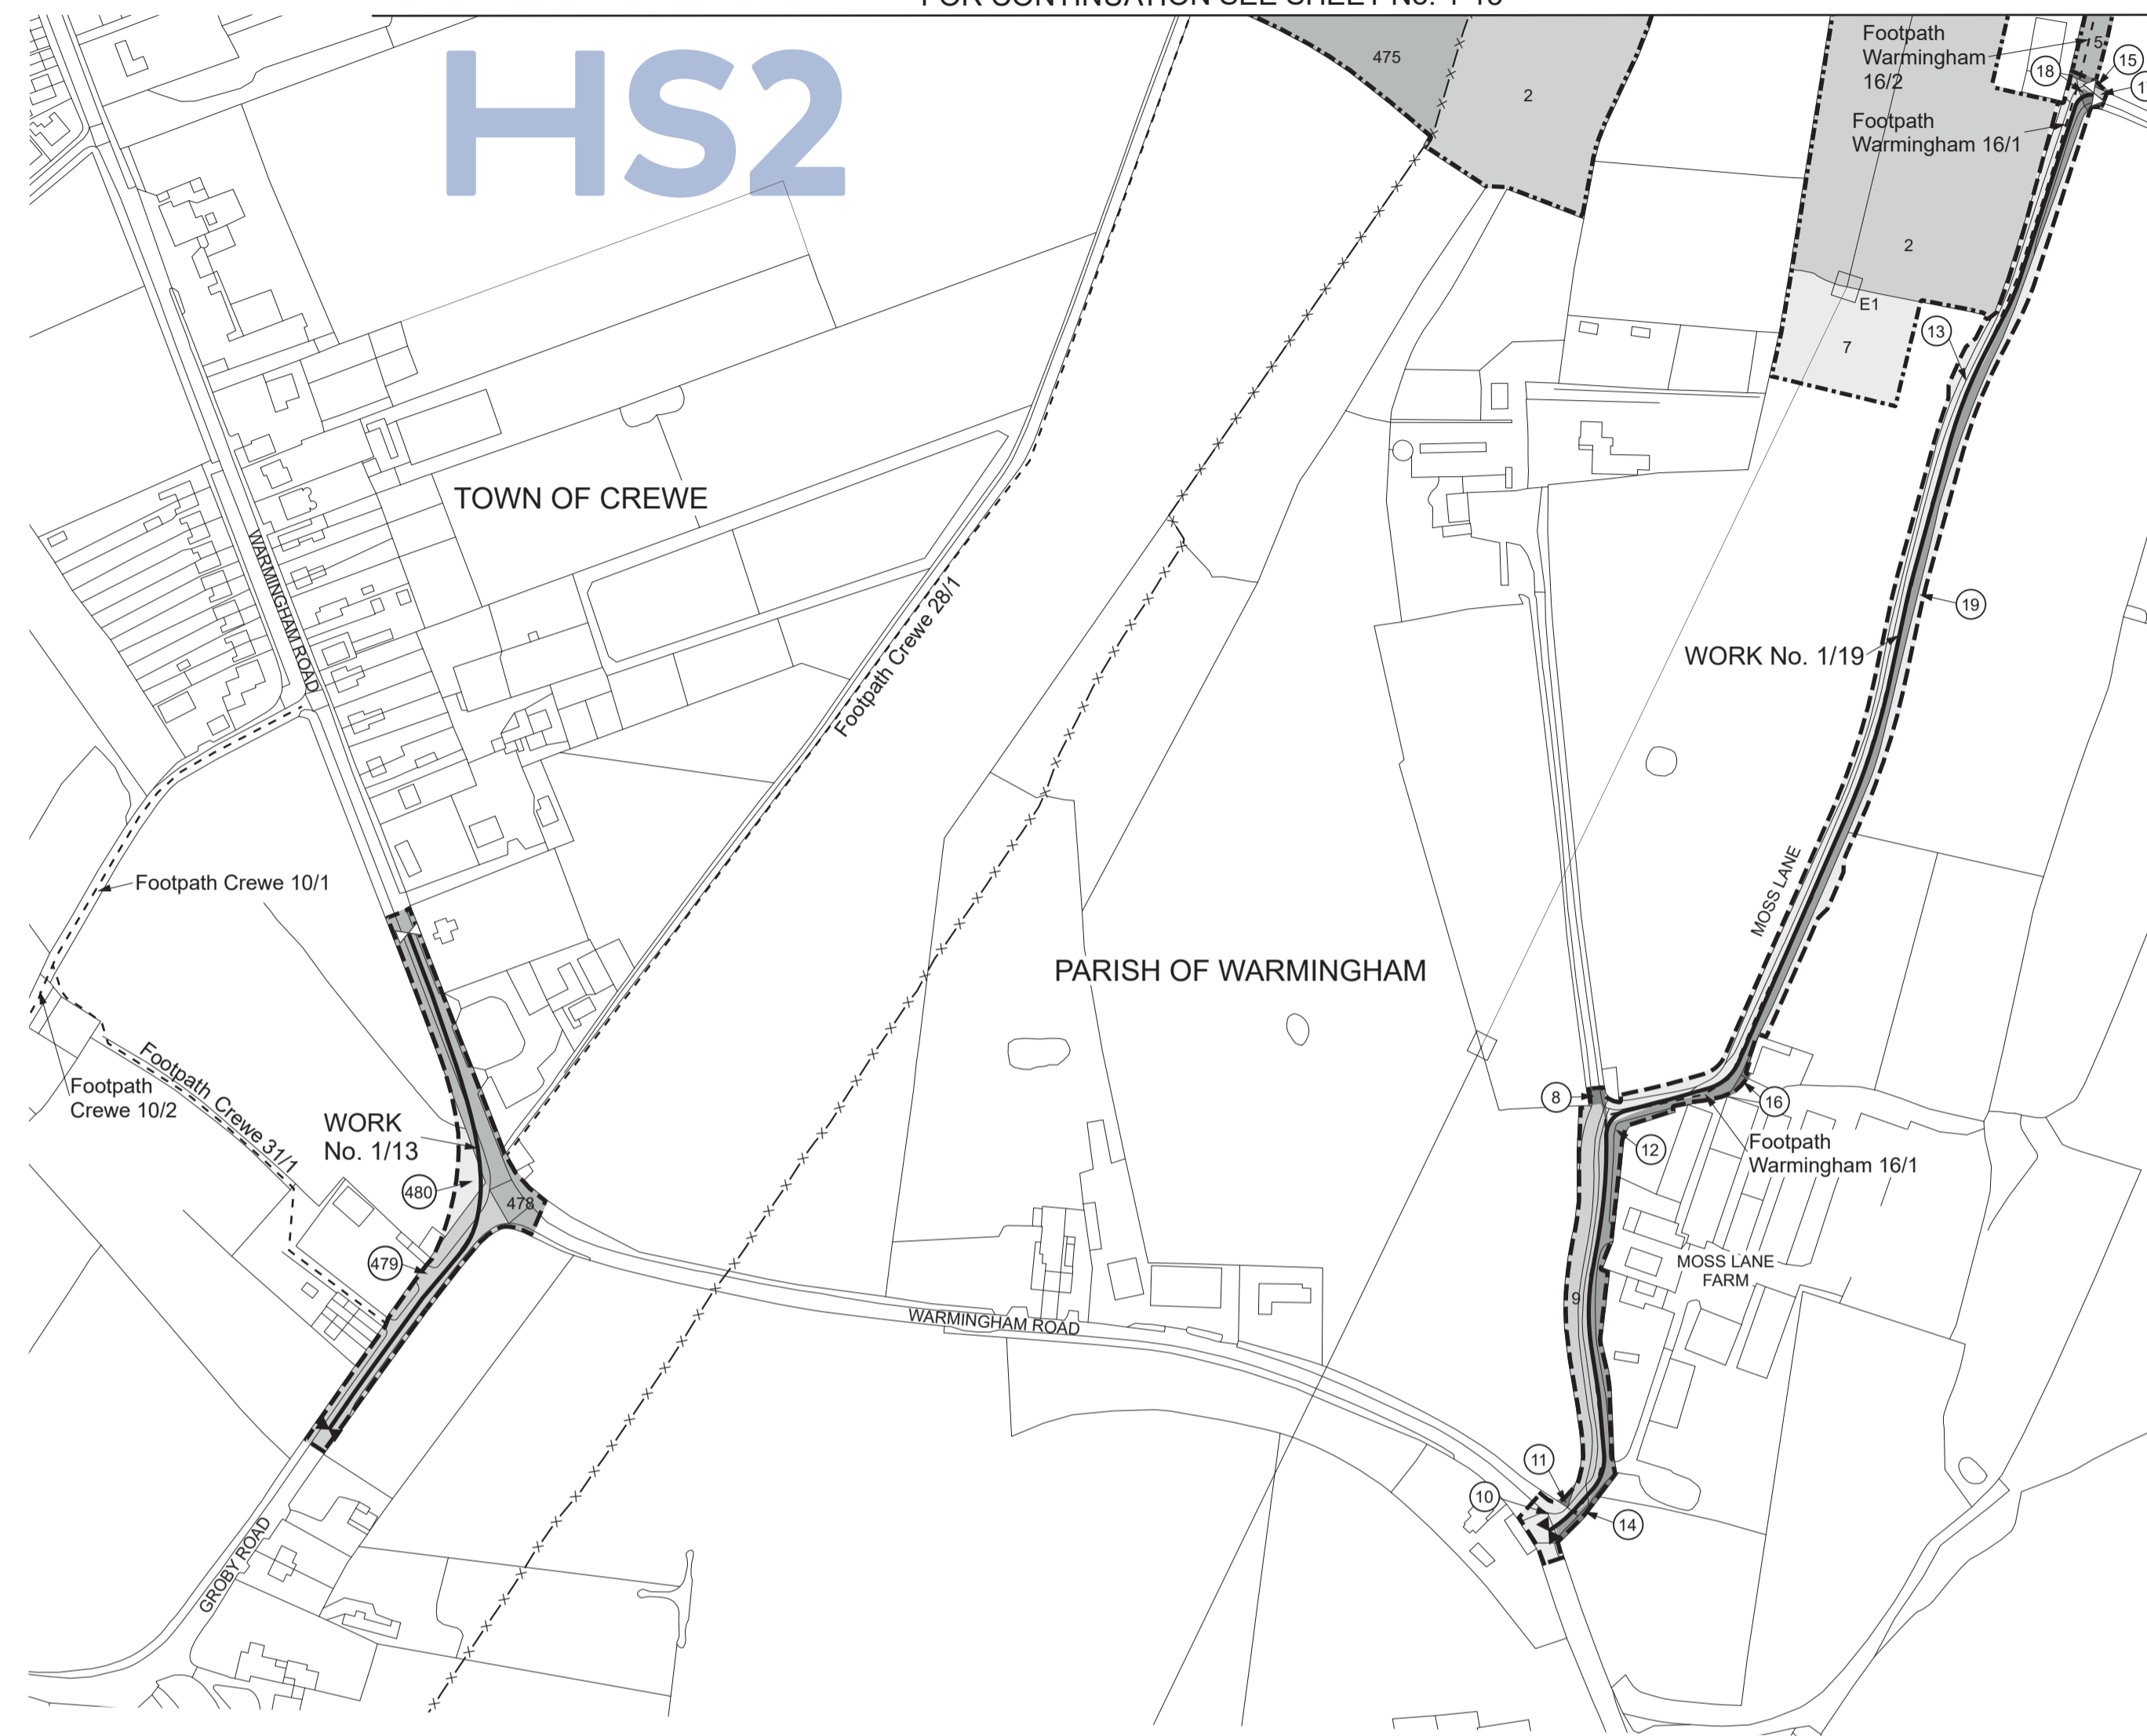 HS2
475
2
Footpath
Warmingham
16/2
5
18
15
Footpath
Warmingham 16/1
2
E1
13
7
TOWN OF CREWE
WARMINGHAM ROAD
Footpath Crewe 28/1
19
WORK No. 1/19
MOSS LANE
Footpath Crewe 10/1
PARISH OF WARMINGHAM
Footpath
Crewe 10/2
Footpath Crewe 31/1
WORK
No. 1/13
480
478
479
8
16
12
Footpath
Warmingham 16/1
MOSS LANE
FARM
9
WARMINGHAM ROAD
11
10
14
GROBY ROAD